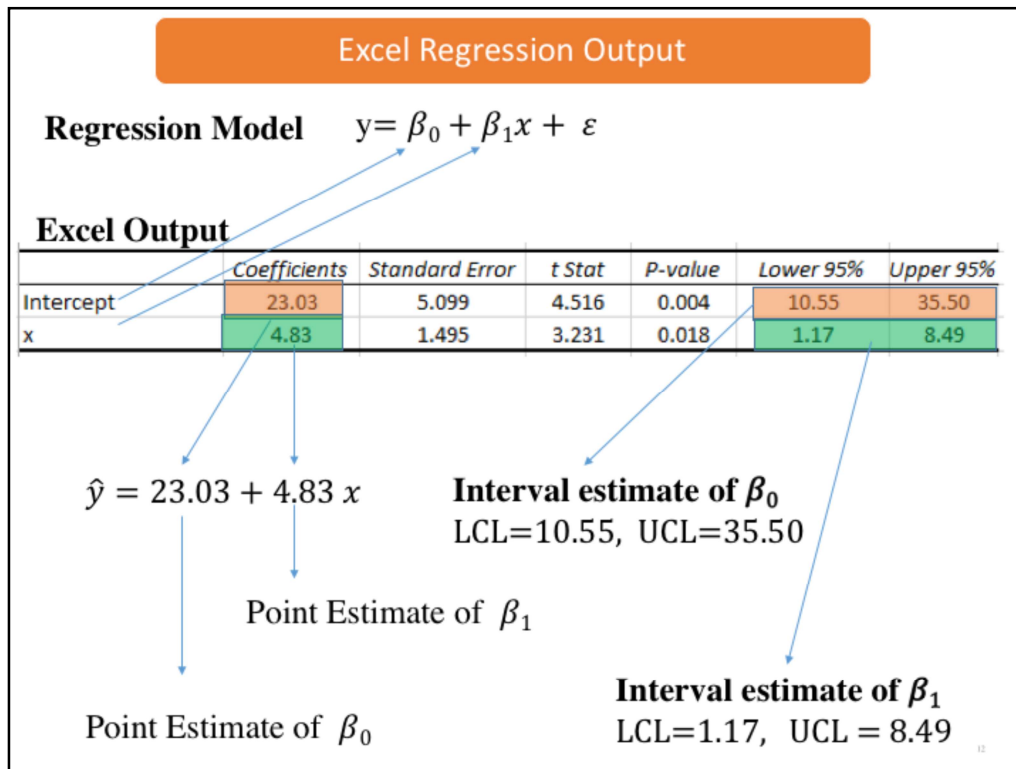 Excel Regression Output
Regression Model y= β₀ + β₁x + ε
Excel Output
Coefficients Standard Error t Stat P-value Lower 95% Upper 95%
Intercept 23.03 5.099 4.516 0.004 10.55 35.50
x 4.83 1.495 3.231 0.018 1.17 8.49
ŷ = 23.03 + 4.83 x
Interval estimate of β₀
LCL=10.55, UCL=35.50
Point Estimate of β₁
Interval estimate of β₁
Point Estimate of β₀
LCL=1.17, UCL = 8.49
12